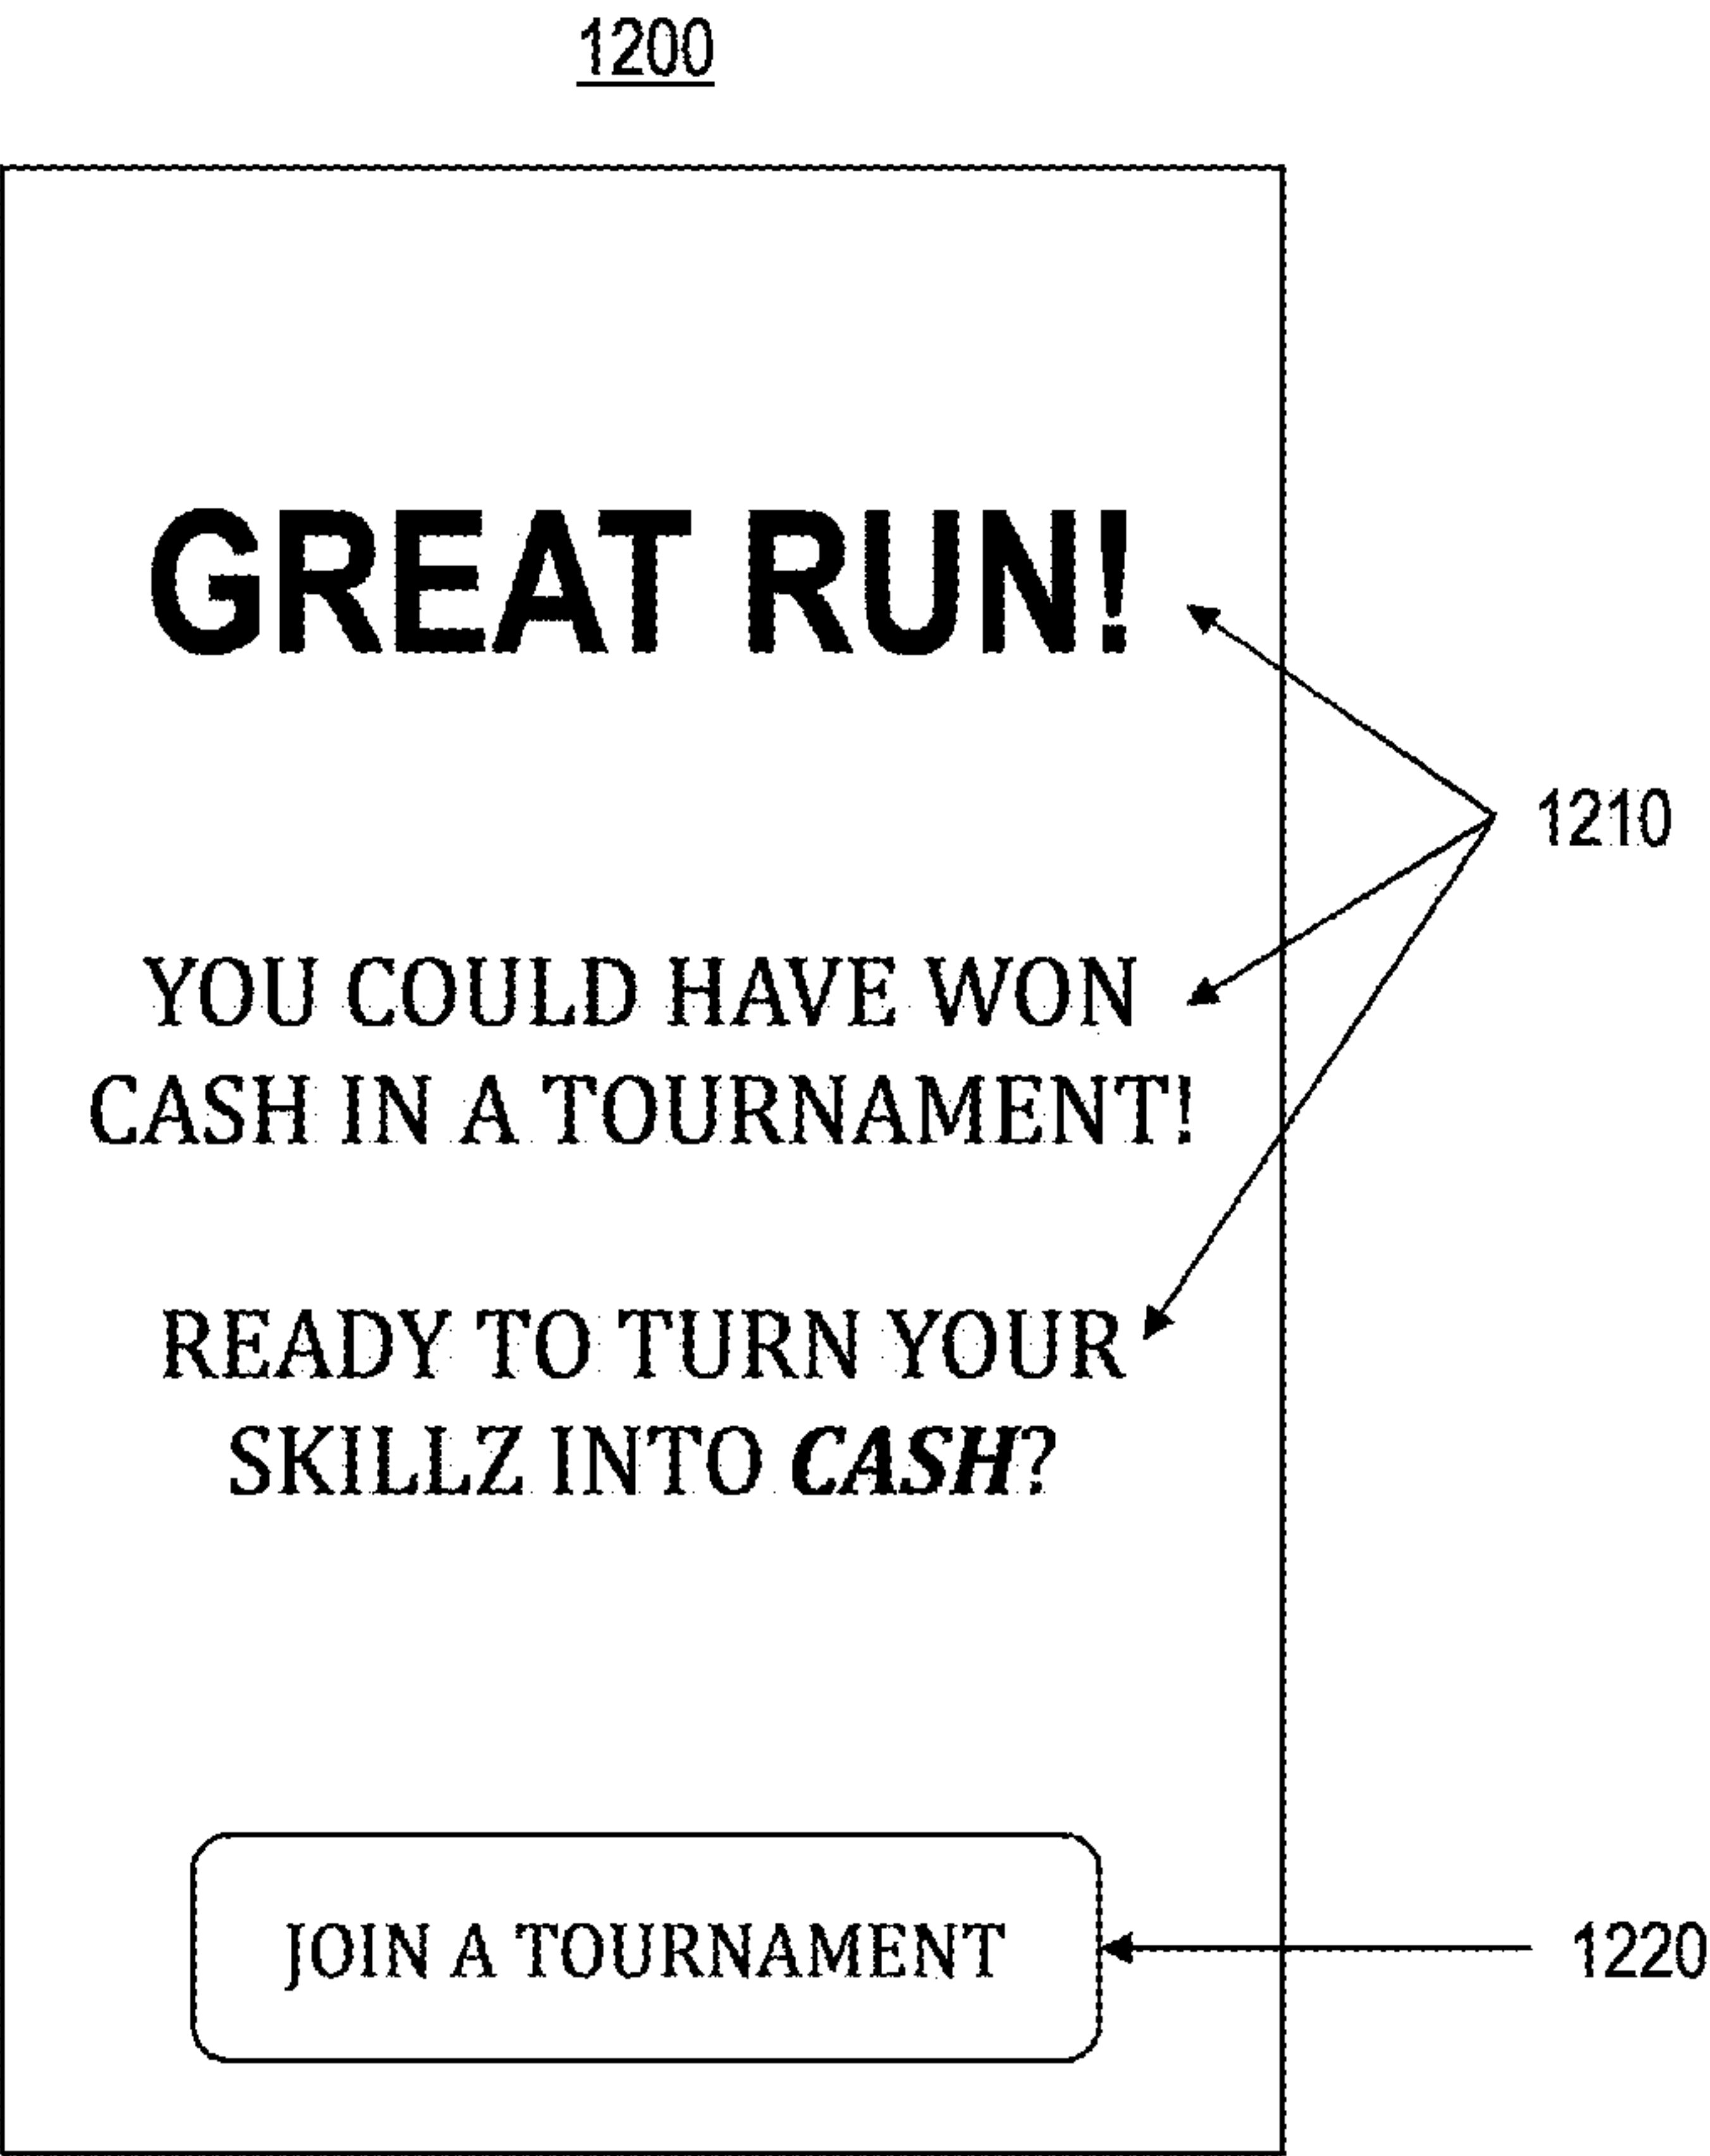 1200
GREAT RUN!
1210
YOU COULD HAVE WON
CASH IN A TOURNAMENT!
READY TO TURN YOUR
SKILLZ INTO CASH?
JOIN A TOURNAMENT
1220